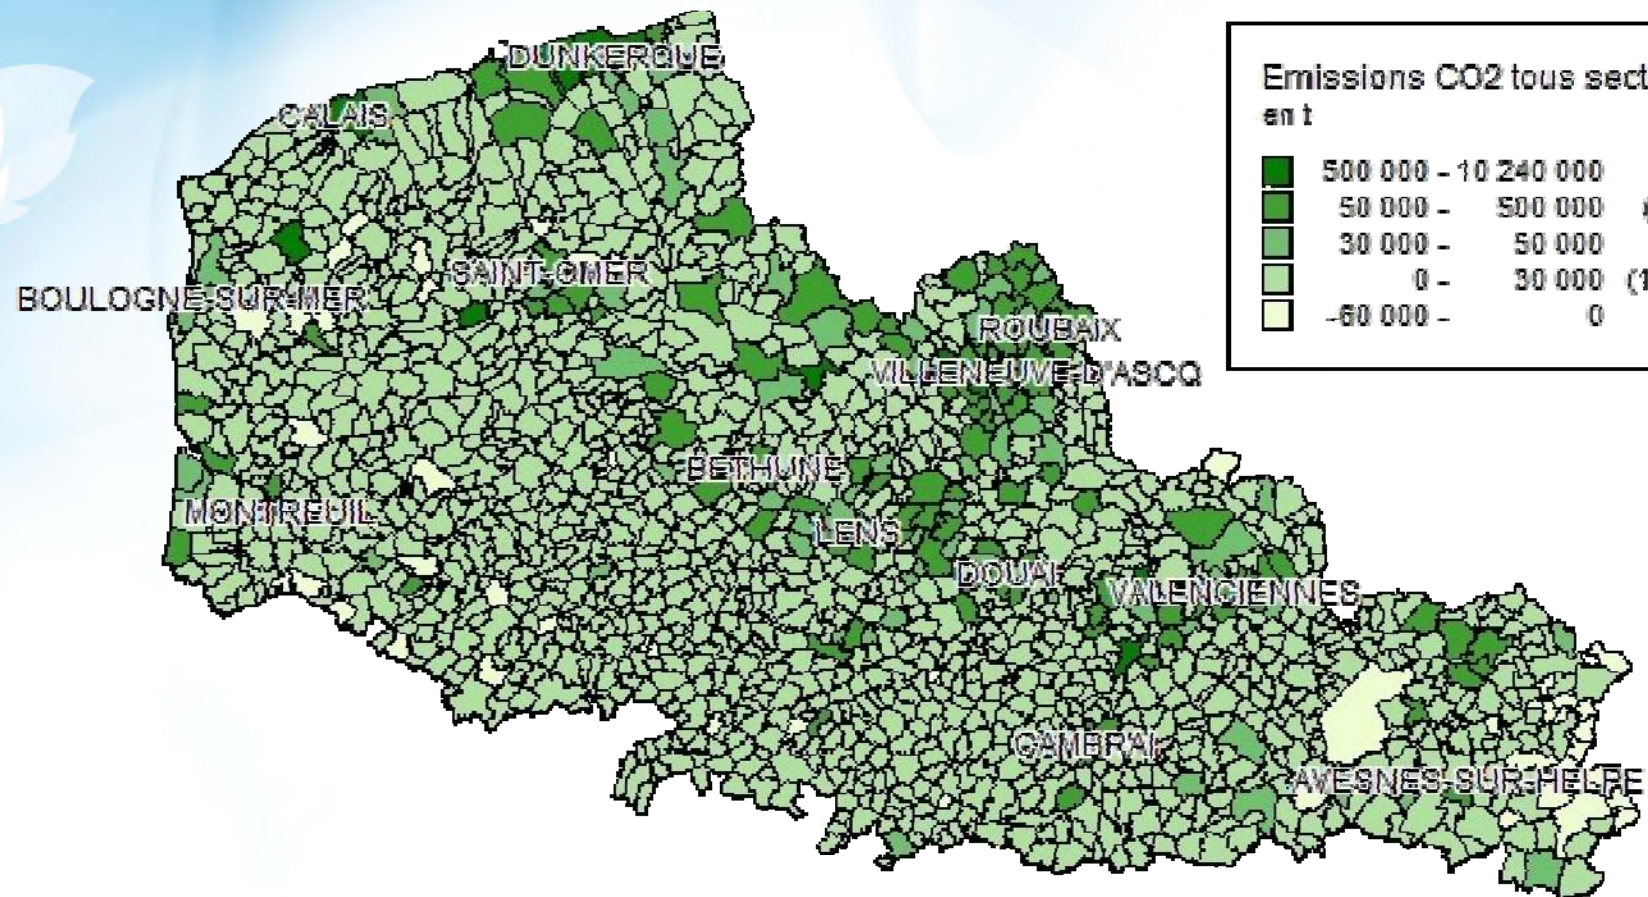 DUNKERQUE
CALAIS
SAINT-OMER
BOULOGNE-SUR-MER
ROUBAIX
VILLENEUVE-D'ASCQ
BETHUNE
MONTREUIL
LENS
DOUAI
VALENCIENNES
CAMBRAI
AVESNES-SUR-HELPE
Emissions CO2 tous sect
en t
500 000 - 10 240 000
50 000 - 500 000
30 000 - 50 000
0 - 30 000 (1
-60 000 - 0